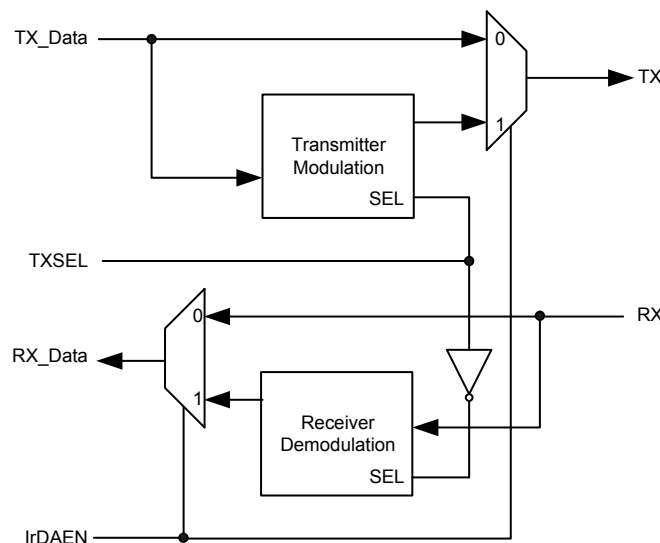 TX_Data
0
TX
1
Transmitter
Modulation
SEL
TXSEL
0
RX
RX_Data
1
Receiver
Demodulation
SEL
IrDAEN